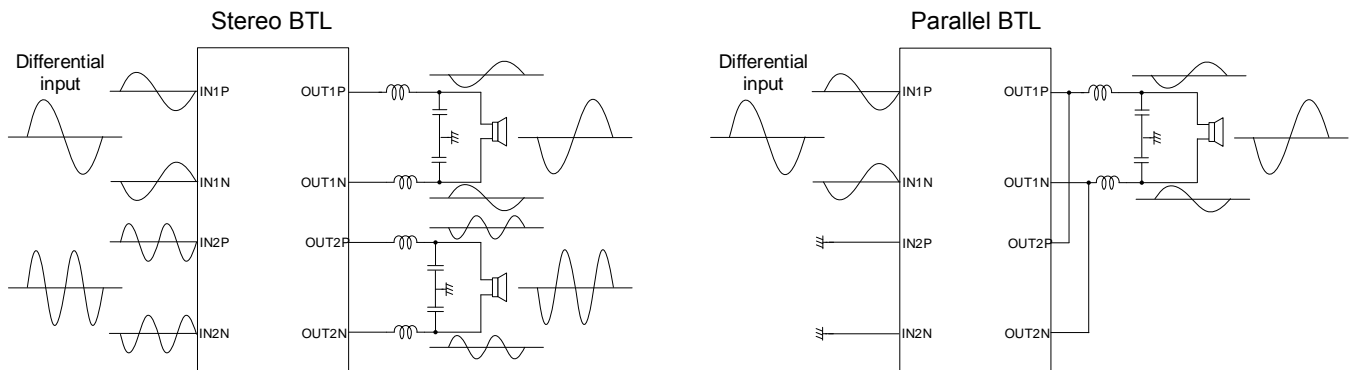 Stereo BTL
Differential
input
IN1P
IN1N
IN2P
IN2N
OUT1P
OUT1N
OUT2P
OUT2N
Parallel BTL
Differential
input
IN1P
IN1N
IN2P
IN2N
OUT1P
OUT1N
OUT2P
OUT2N